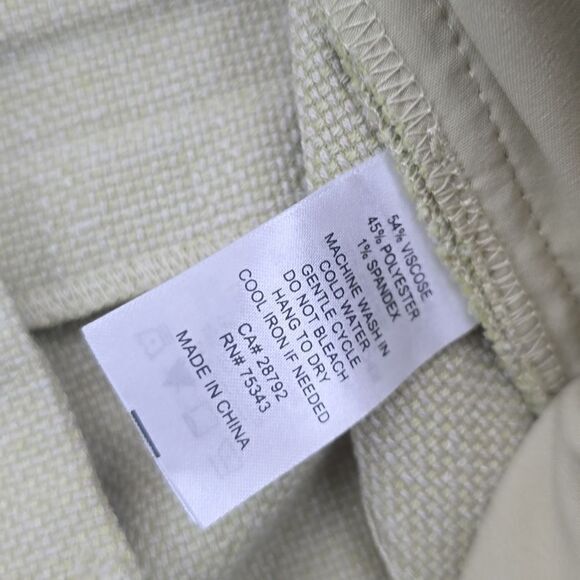 54% VISCOSE
45% POLYESTER
1% SPANDEX
MACHINE WASH IN
COLD WATER
GENTLE CYCLE
DO NOT BLEACH
HANG TO DRY
COOL IRON IF NEEDED
CA# 28792
RN# 75343
MADE IN CHINA